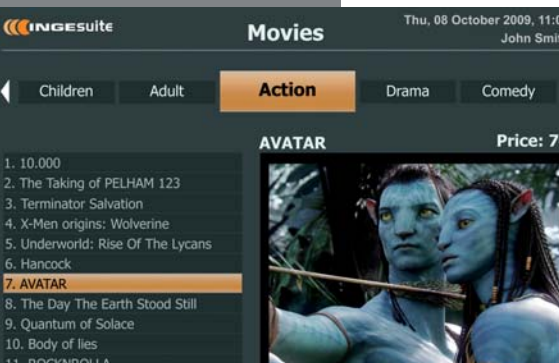 INGEsuite
Movies
Thu, 08 October 2009, 11:0
John Smit
Children Adult Action Drama Comedy
AVATAR Price: 7
1. 10.000
2. The Taking of PELHAM 123
3. Terminator Salvation
4. X-Men origins: Wolverine
5. Underworld: Rise Of The Lycans
6. Hancock
7. AVATAR
8. The Day The Earth Stood Still
9. Quantum of Solace
10. Body of lies
11. ROCKNROLLA